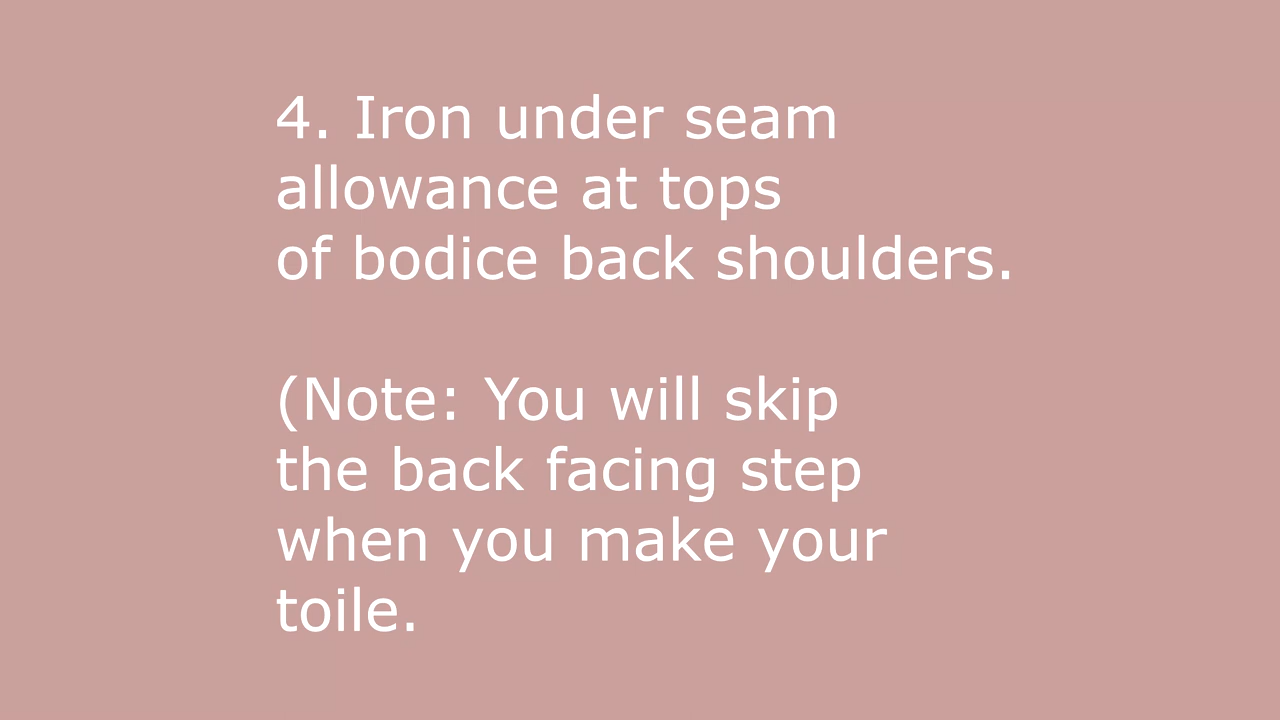 4. Iron under seam
allowance at tops
of bodice back shoulders.
(Note: You will skip
the back facing step
when you make your
toile.